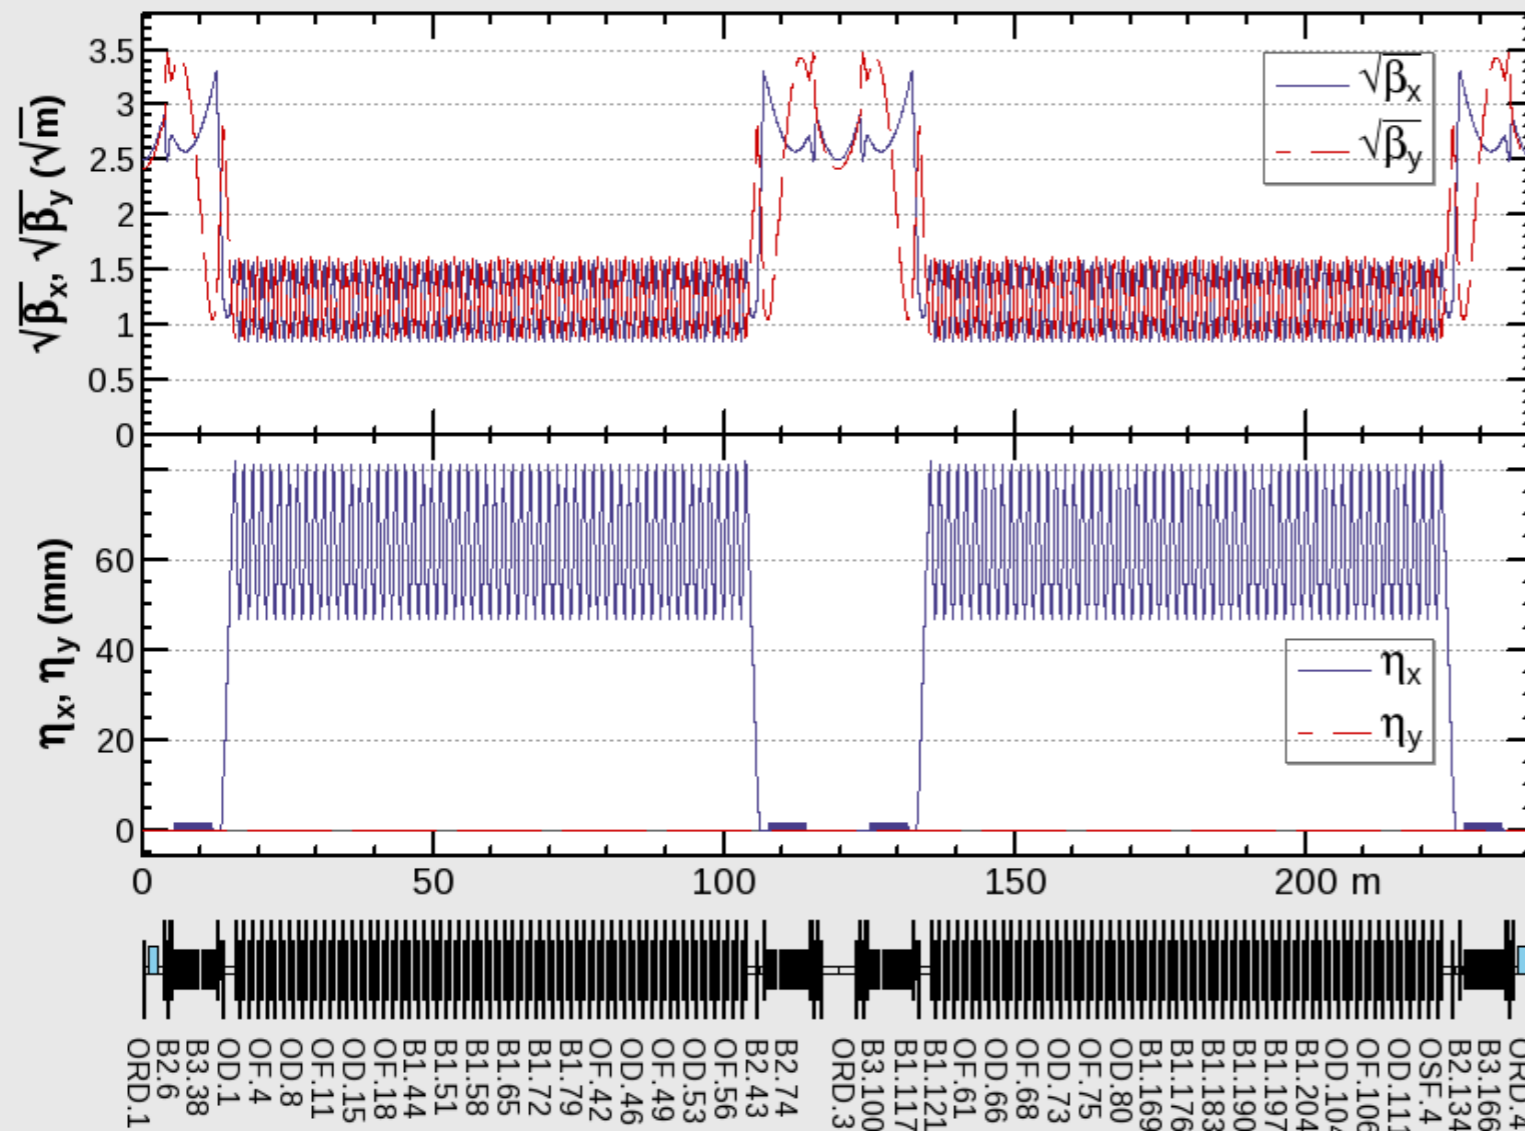 √βx, √βy (√m)
3.5
3
2.5
2
1.5
1
0.5
0
√βx
√βy
ηx, ηy (mm)
60
40
20
0
ηx
ηy
0 50 100 150 200 m
ORD.1
B2.6
B3.38
OD.1
OF.4
OD.8
OF.11
OD.15
OF.18
B1.44
B1.51
B1.58
B1.65
B1.72
B1.79
OF.42
OD.46
OF.49
OD.53
OF.56
B2.43
B2.74
ORD.3
B3.100
B1.117
B1.121
OF.61
OD.66
OF.68
OD.73
OF.75
OD.80
B1.169
B1.176
B1.183
B1.190
B1.197
B1.204
OD.104
OF.106
OD.111
OSF.4
B2.134
B3.166
ORD.4